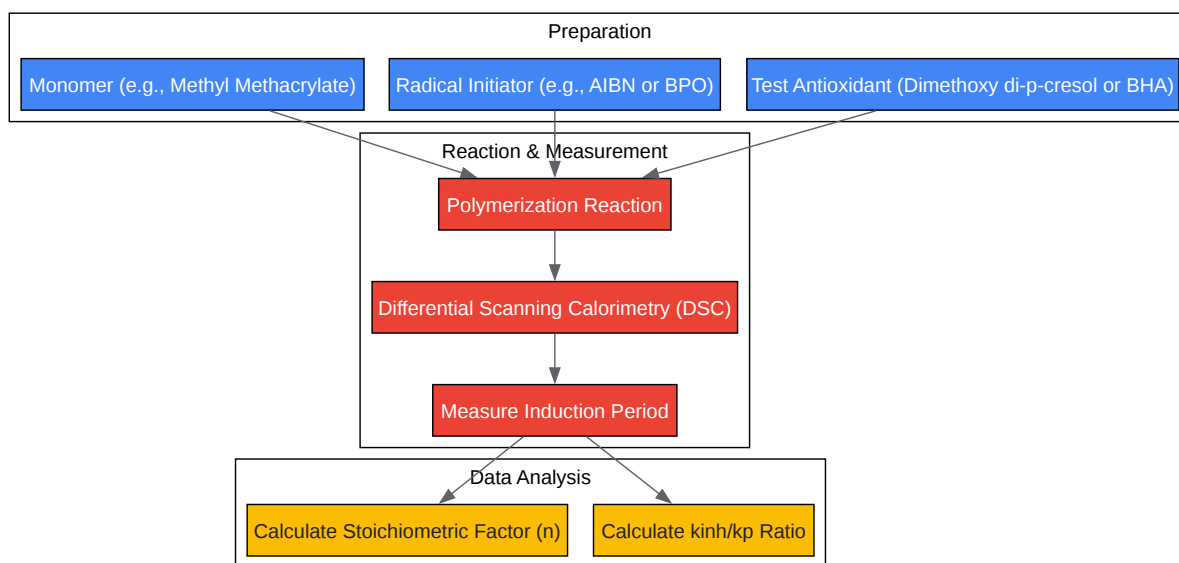 Preparation
Monomer (e.g., Methyl Methacrylate)
Radical Initiator (e.g., AIBN or BPO)
Test Antioxidant (Dimethoxy di-p-cresol or BHA)
Reaction & Measurement
Polymerization Reaction
Differential Scanning Calorimetry (DSC)
Measure Induction Period
Data Analysis
Calculate Stoichiometric Factor (n)
Calculate kinh/kp Ratio